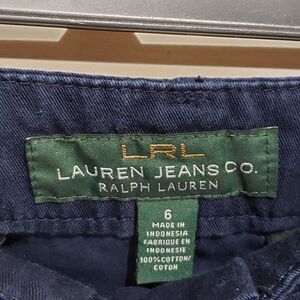 LRL
LAUREN JEANS CO.
RALPH LAUREN
6
MADE IN
INDONESIA
FABRIQUE EN
INDONESIE
100% COTTON/
COTON